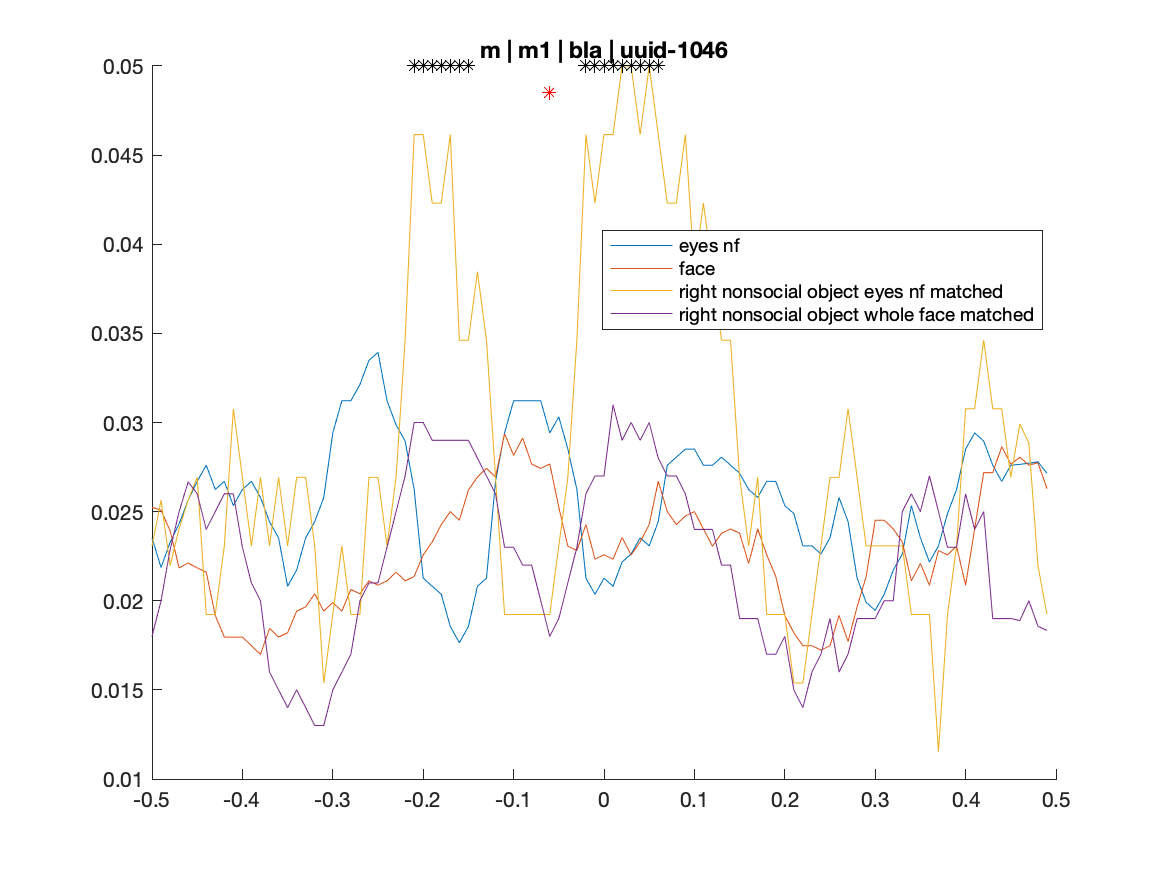 m | m1 | bla | uuid-1046
0.05
0.045
0.04
0.035
0.03
0.025
0.02
0.015
0.01
eyes nf
face
right nonsocial object eyes nf matched
right nonsocial object whole face matched
-0.5 -0.4 -0.3 -0.2 -0.1 0 0.1 0.2 0.3 0.4 0.5